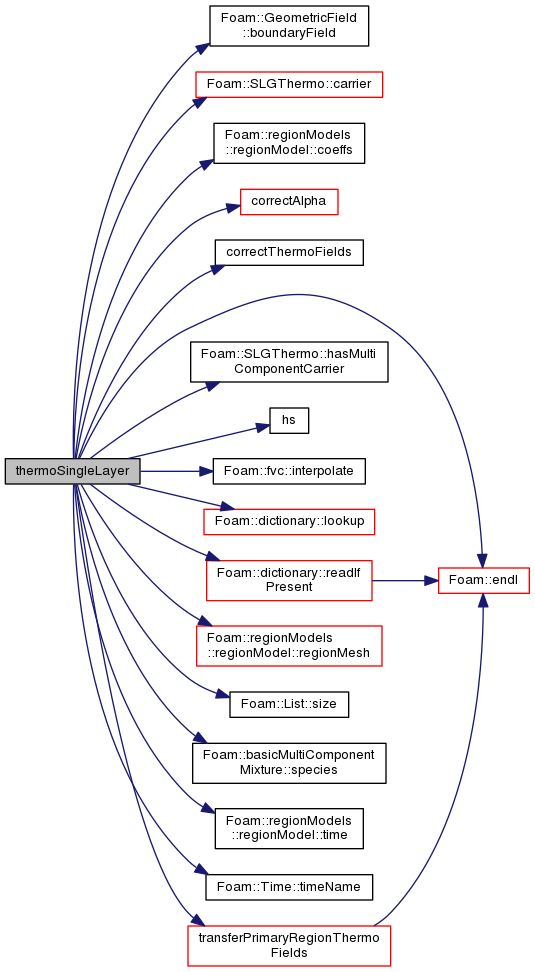 Foam::GeometricField
::boundaryField
Foam::SLGThermo::carrier
Foam::regionModels
::regionModel::coeffs
correctAlpha
correctThermoFields
Foam::SLGThermo::hasMulti
ComponentCarrier
hs
thermoSingleLayer
Foam::fvc::interpolate
Foam::dictionary::lookup
Foam::dictionary::readIf
Present
Foam::endl
Foam::regionModels
::regionModel::regionMesh
Foam::List::size
Foam::basicMultiComponent
Mixture::species
Foam::regionModels
::regionModel::time
Foam::Time::timeName
transferPrimaryRegionThermo
Fields